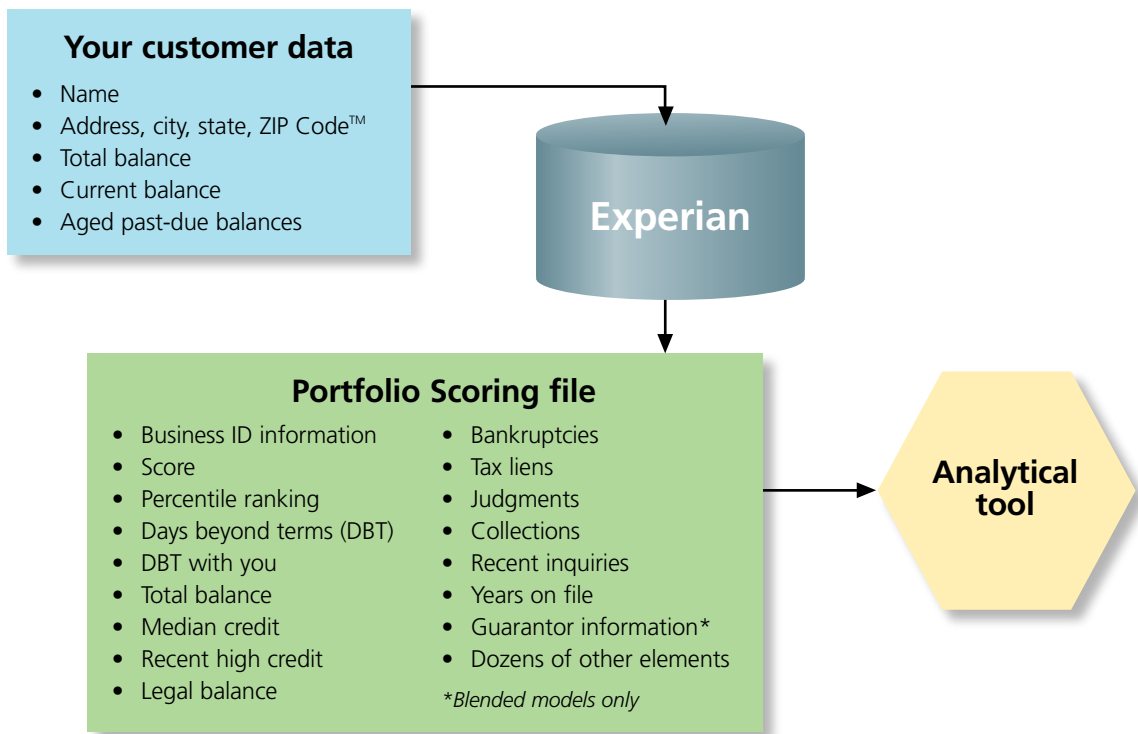 Your customer data
• Name
• Address, city, state, ZIP Code™
• Total balance
• Current balance
• Aged past-due balances
Experian
Portfolio Scoring file
• Business ID information
• Score
• Percentile ranking
• Days beyond terms (DBT)
• DBT with you
• Total balance
• Median credit
• Recent high credit
• Legal balance
• Bankruptcies
• Tax liens
• Judgments
• Collections
• Recent inquiries
• Years on file
• Guarantor information*
• Dozens of other elements
*Blended models only
Analytical
tool